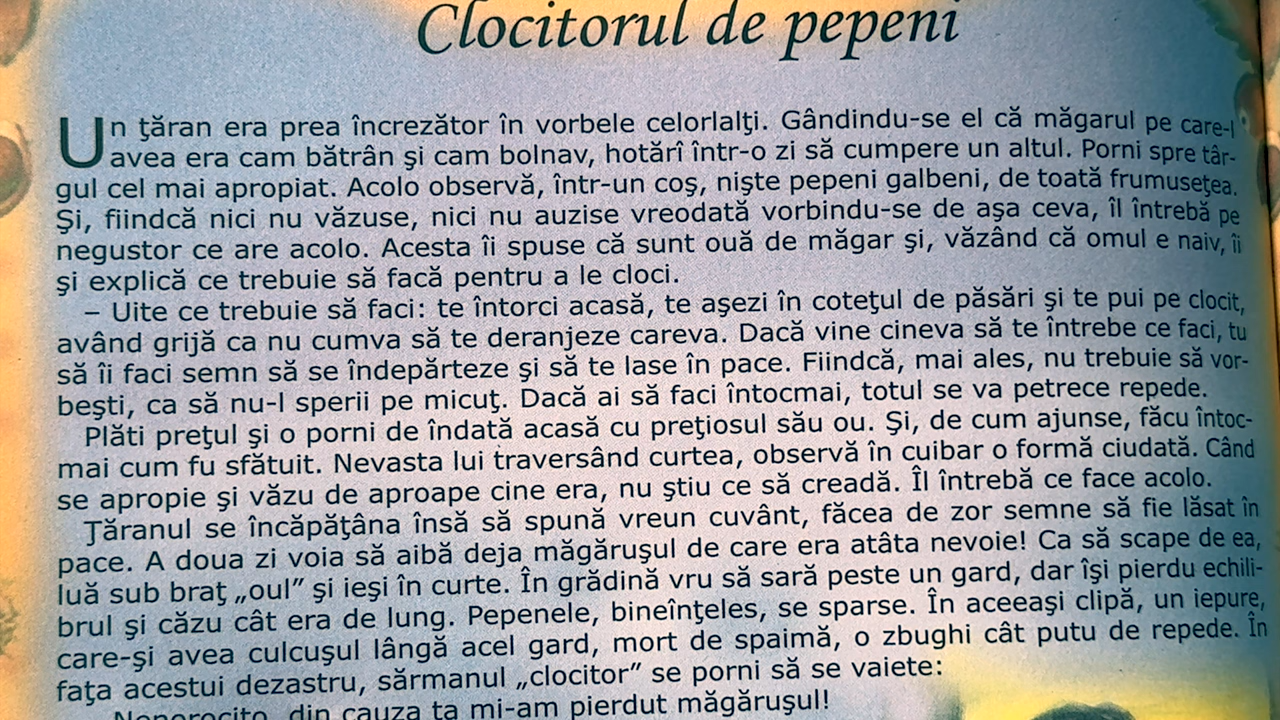 Clocitorul de pepeni
Un ţăran era prea încrezător în vorbele celorlalţi. Gândindu-se el că măgarul pe care-l
avea era cam bătrân şi cam bolnav, hotărî într-o zi să cumpere un altul. Porni spre târ-
gul cel mai apropiat. Acolo observă, într-un coş, nişte pepeni galbeni, de toată frumuseţea.
Şi, fiindcă nici nu văzuse, nici nu auzise vreodată vorbindu-se de aşa ceva, îl întrebă pe
negustor ce are acolo. Acesta îi spuse că sunt ouă de măgar şi, văzând că omul e naiv, îi
şi explică ce trebuie să facă pentru a le cloci.
– Uite ce trebuie să faci: te întorci acasă, te aşezi în coteţul de păsări şi te pui pe clocit,
având grijă ca nu cumva să te deranjeze careva. Dacă vine cineva să te întrebe ce faci, tu
să îi faci semn să se îndepărteze şi să te lase în pace. Fiindcă, mai ales, nu trebuie să vor-
beşti, ca să nu-l sperii pe micuţ. Dacă ai să faci întocmai, totul se va petrece repede.
Plăti preţul şi o porni de îndată acasă cu preţiosul său ou. Şi, de cum ajunse, făcu întoc-
mai cum fu sfătuit. Nevasta lui traversând curtea, observă în cuibar o formă ciudată. Când
se apropie şi văzu de aproape cine era, nu ştiu ce să creadă. Îl întrebă ce face acolo.
Ţăranul se încăpăţâna însă să spună vreun cuvânt, făcea de zor semne să fie lăsat în
pace. A doua zi voia să aibă deja măgăruşul de care era atâta nevoie! Ca să scape de ea,
luă sub braţ „oul” şi ieşi în curte. În grădină vru să sară peste un gard, dar îşi pierdu echili-
brul şi căzu cât era de lung. Pepenele, bineînţeles, se sparse. În aceeaşi clipă, un iepure,
care-şi avea culcuşul lângă acel gard, mort de spaimă, o zbughi cât putu de repede. În
faţa acestui dezastru, sărmanul „clocitor” se porni să se vaiete:
Nenorocito, din cauza ta mi-am pierdut măgăruşul!